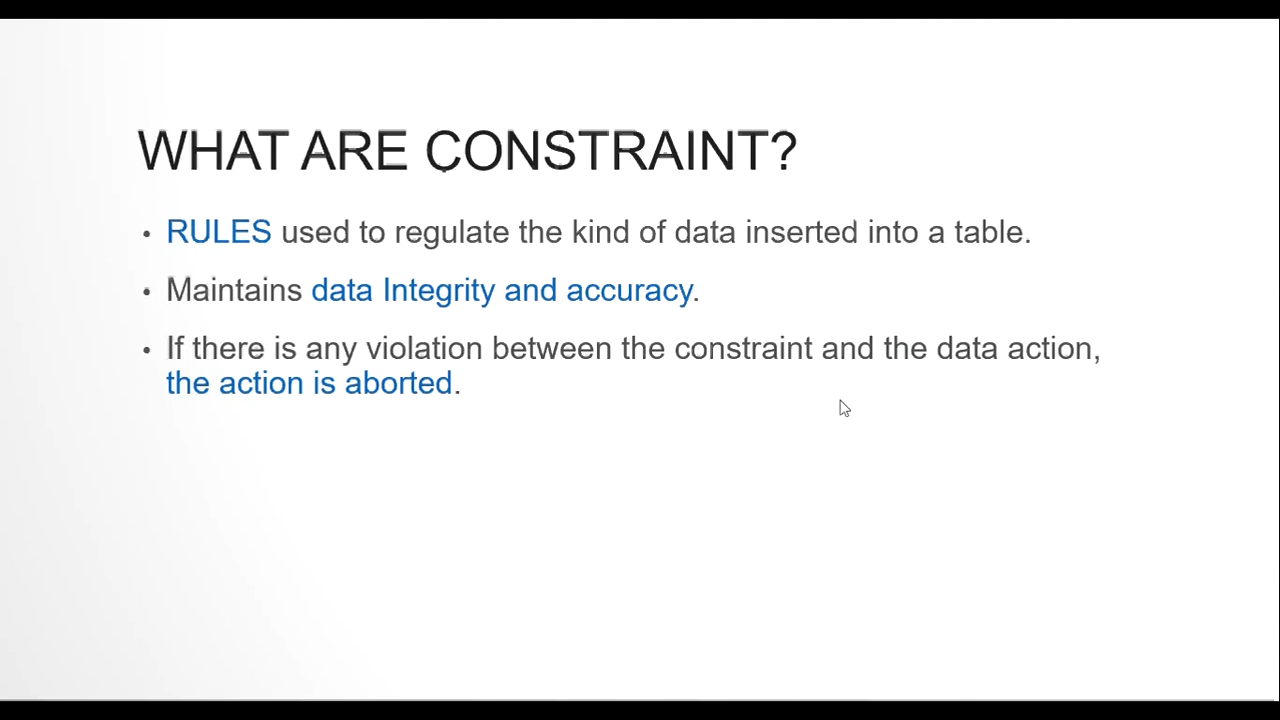 WHAT ARE CONSTRAINT?
• RULES used to regulate the kind of data inserted into a table.
• Maintains data Integrity and accuracy.
• If there is any violation between the constraint and the data action,
the action is aborted.